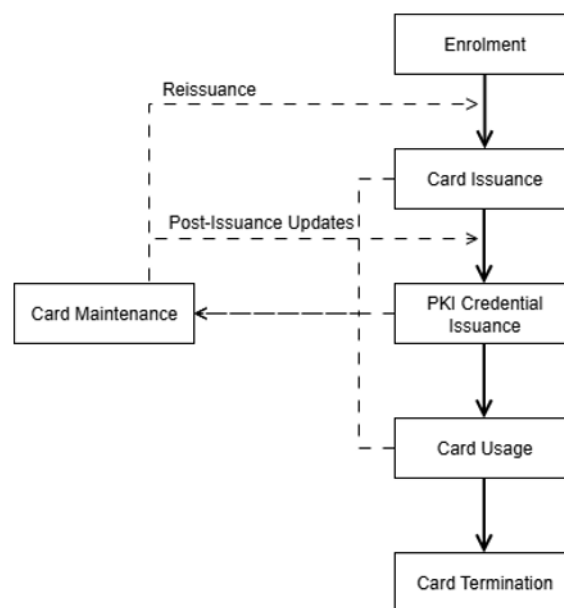 Enrolment
Reissuance
Card Issuance
Post-Issuance Updates
Card Maintenance
PKI Credential
Issuance
Card Usage
Card Termination